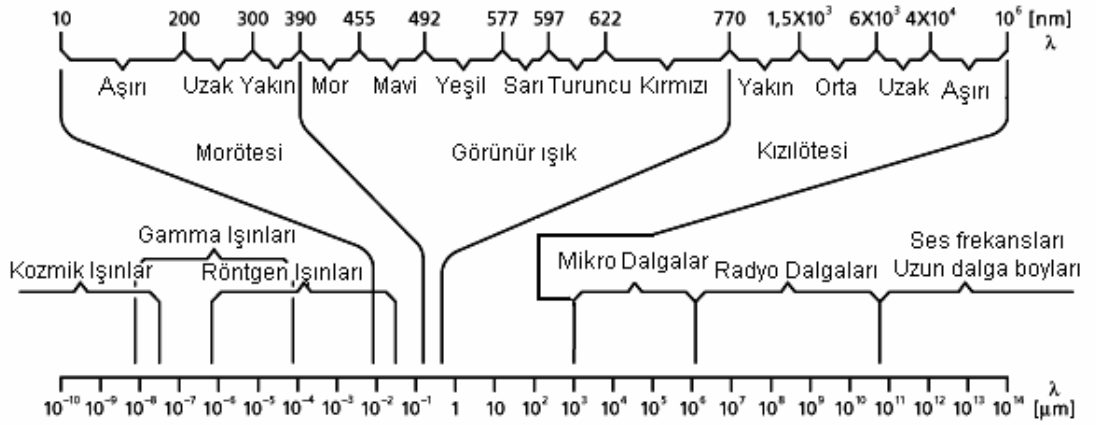 10 200 300 390 455 492 577 597 622 770 1,5X10³ 6X10³ 4X10⁴ 10⁶ [nm]
λ
Aşırı Uzak Yakın Mor Mavi Yeşil Sarı Turuncu Kırmızı Yakın Orta Uzak Aşırı
Morötesi Görünür ışık Kızılötesi
Gamma Işınları
Kozmik Işınlar Röntgen Işınları
Mikro Dalgalar Radyo Dalgaları
Ses frekansları
Uzun dalga boyları
10⁻¹⁰ 10⁻⁹ 10⁻⁸ 10⁻⁷ 10⁻⁶ 10⁻⁵ 10⁻⁴ 10⁻³ 10⁻² 10⁻¹ 1 10 10² 10³ 10⁴ 10⁵ 10⁶ 10⁷ 10⁸ 10⁹ 10¹⁰ 10¹¹ 10¹² 10¹³ 10¹⁴
λ
[µm]